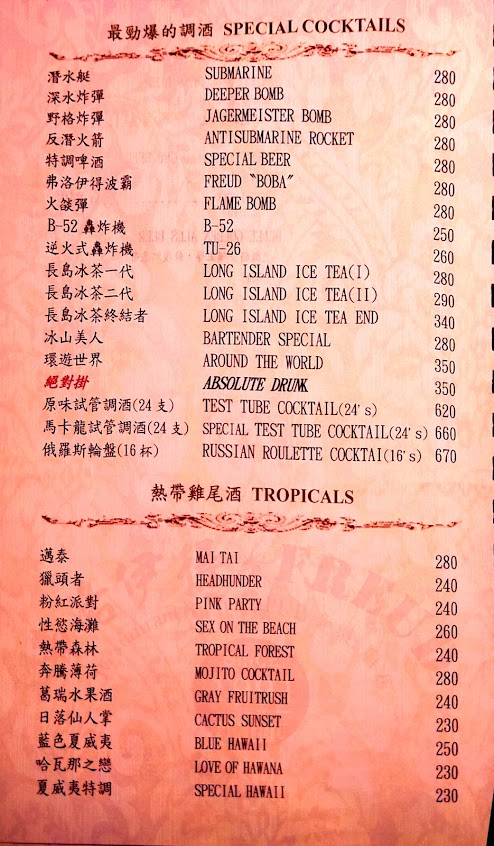 最勁爆的調酒 SPECIAL COCKTAILS
潛水艇 SUBMARINE 280
深水炸彈 DEEPER BOMB 280
野格炸彈 JAGERMEISTER BOMB 280
反潛火箭 ANTISUBMARINE ROCKET 280
特調啤酒 SPECIAL BEER 280
弗洛伊得波霸 FREUD "BOBA" 280
火燄彈 FLAME BOMB 280
B-52 轟炸機 B-52 250
逆火式轟炸機 TU-26 260
長島冰茶一代 LONG ISLAND ICE TEA(I) 280
長島冰茶二代 LONG ISLAND ICE TEA(II) 290
長島冰茶終結者 LONG ISLAND ICE TEA END 340
冰山美人 BARTENDER SPECIAL 280
環遊世界 AROUND THE WORLD 350
絕對掛 ABSOLUTE DRUNK 350
原味試管調酒(24 支) TEST TUBE COCKTAIL(24's) 620
馬卡龍試管調酒(24 支) SPECIAL TEST TUBE COCKTAIL(24's) 660
俄羅斯輪盤(16 杯) RUSSIAN ROULETTE COCKTAI(16's) 670
熱帶雞尾酒 TROPICALS
邁泰 MAI TAI 280
獵頭者 HEADHUNDER 240
粉紅派對 PINK PARTY 240
性慾海灘 SEX ON THE BEACH 260
熱帶森林 TROPICAL FOREST 240
奔騰薄荷 MOJITO COCKTAIL 280
葛瑞水果酒 GRAY FRUITRUSH 240
日落仙人掌 CACTUS SUNSET 230
藍色夏威夷 BLUE HAWAII 250
哈瓦那之戀 LOVE OF HAWANA 230
夏威夷特調 SPECIAL HAWAII 230